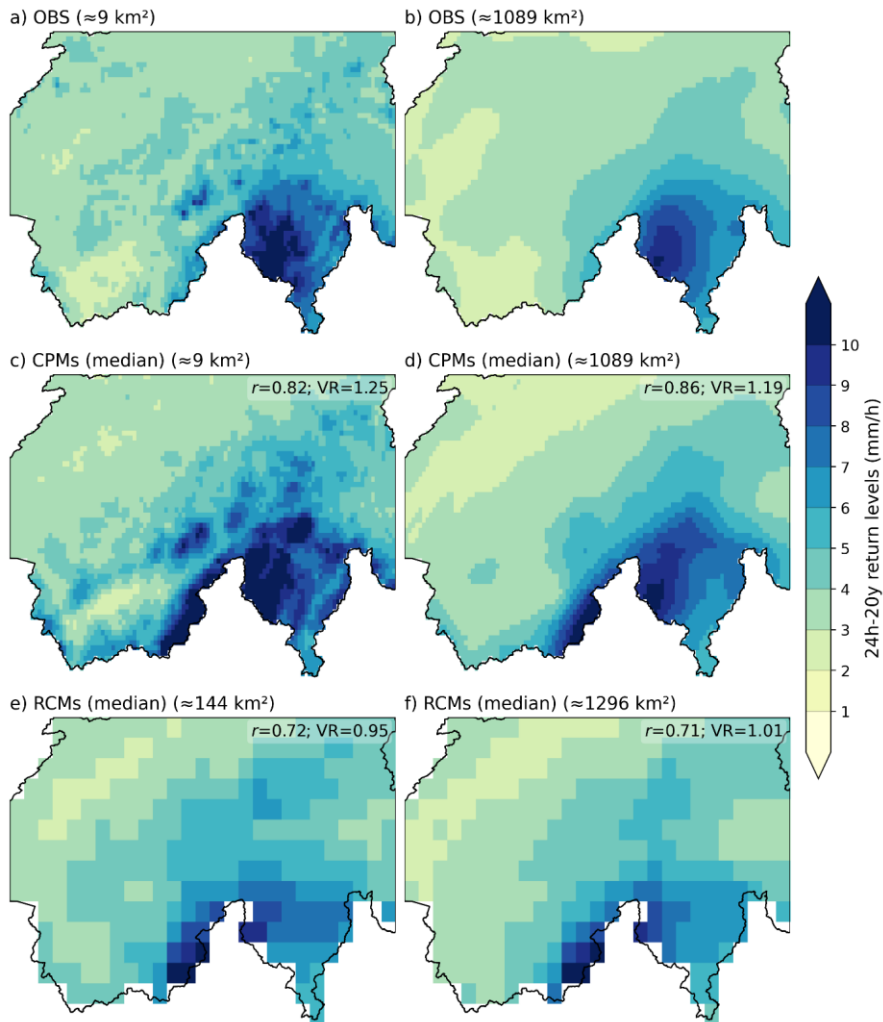 a) OBS (≈9 km²)
b) OBS (≈1089 km²)
c) CPMs (median) (≈9 km²)
d) CPMs (median) (≈1089 km²)
r=0.82; VR=1.25
r=0.86; VR=1.19
e) RCMs (median) (≈144 km²)
f) RCMs (median) (≈1296 km²)
r=0.72; VR=0.95
r=0.71; VR=1.01
10
9
8
7
6
5
4
3
2
1
24h-20y return levels (mm/h)